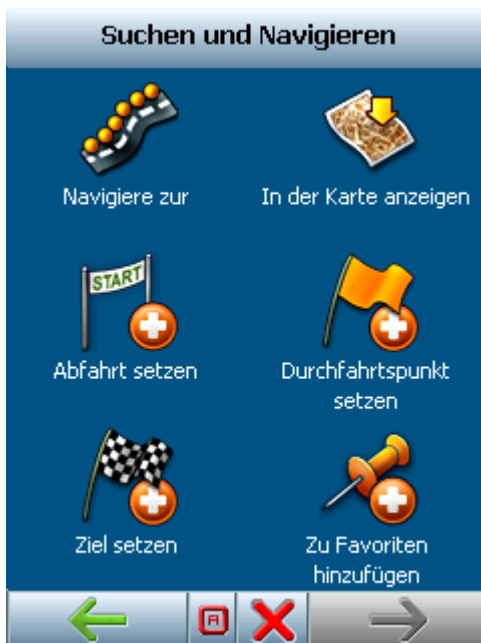 Suchen und Navigieren
Navigiere zur
In der Karte anzeigen
START
Abfahrt setzen
Durchfahrtspunkt
setzen
Ziel setzen
Zu Favoriten
hinzufügen
A